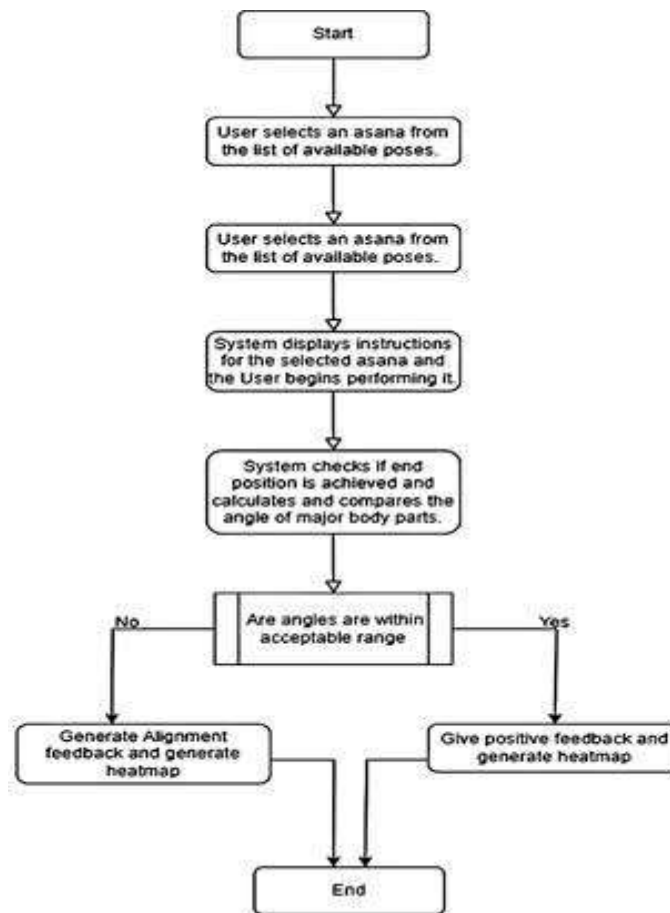 Start
User selects an asana from
the list of available poses.
User selects an asana from
the list of available poses.
System displays instructions
for the selected asana and
the User begins performing it.
System checks if end
position is achieved and
calculates and compares the
angle of major body parts.
No
Are angles are within
acceptable range
Yes
Generate Alignment
feedback and generate
heatmap
Give positive feedback and
generate heatmap
End